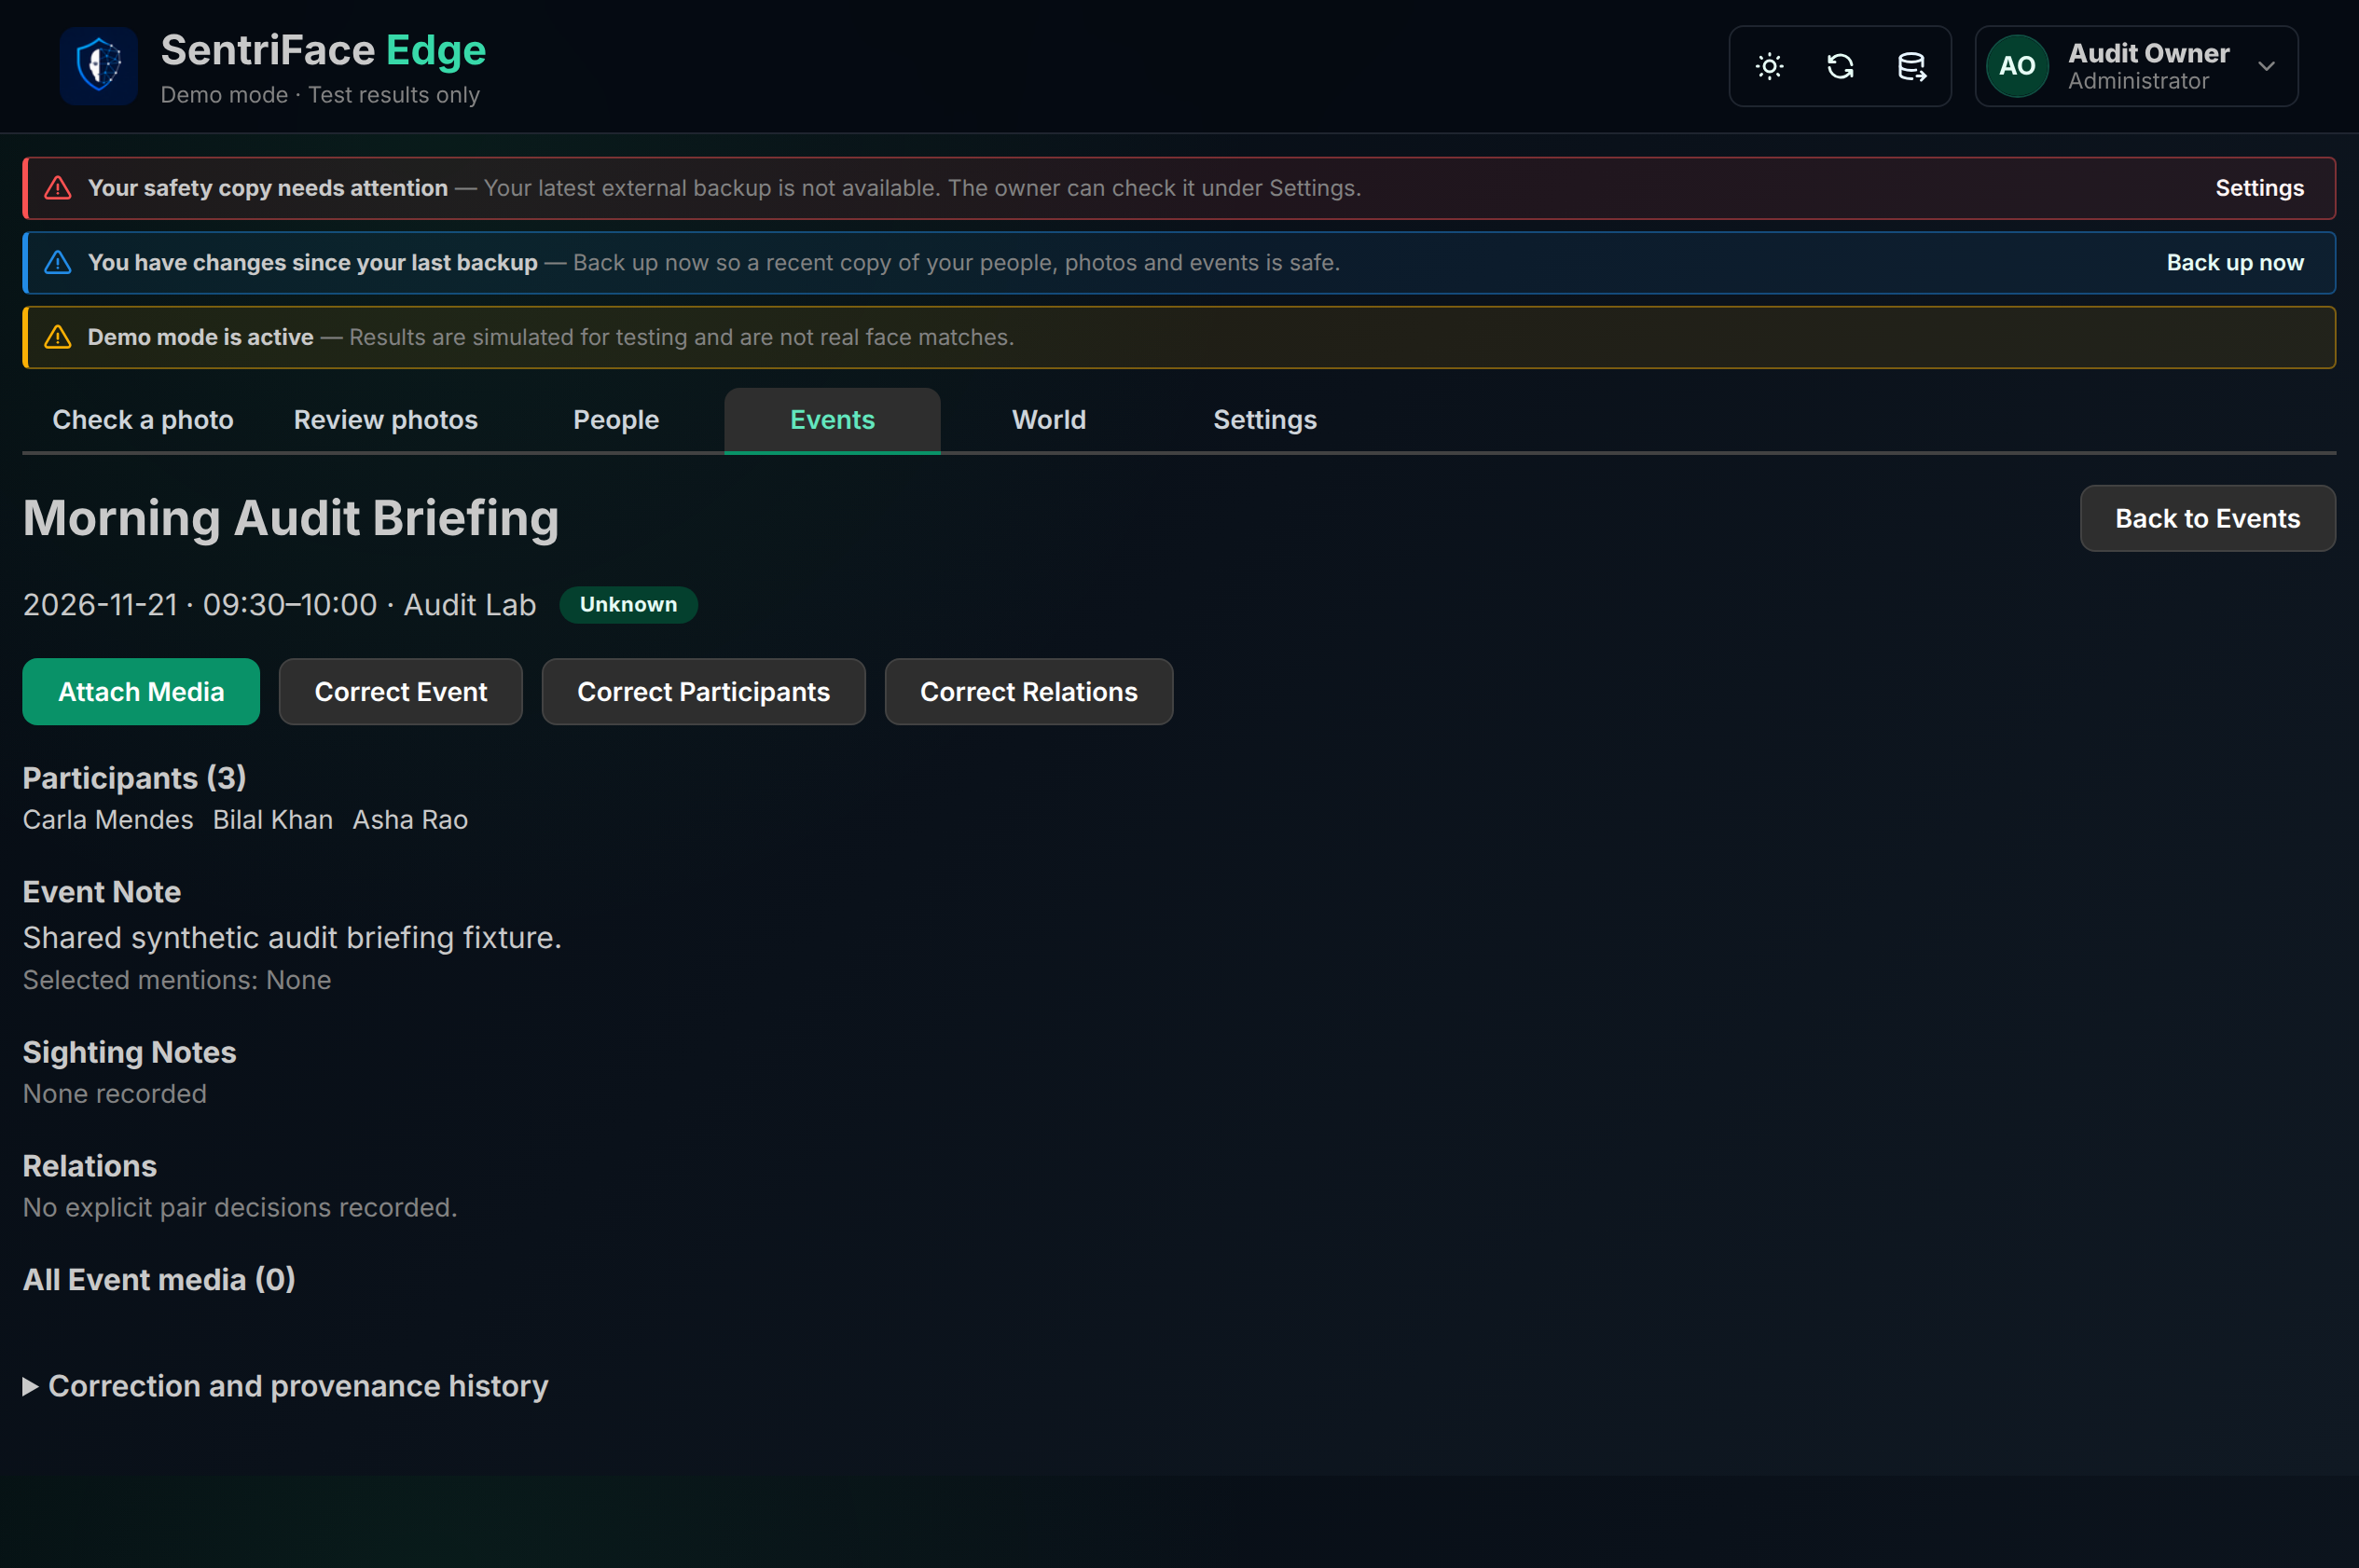 SentriFace Edge
Demo mode · Test results only
AO
Audit Owner
Administrator
Your safety copy needs attention — Your latest external backup is not available. The owner can check it under Settings.
Settings
You have changes since your last backup — Back up now so a recent copy of your people, photos and events is safe.
Back up now
Demo mode is active — Results are simulated for testing and are not real face matches.
Check a photo
Review photos
People
Events
World
Settings
Morning Audit Briefing
Back to Events
2026-11-21 · 09:30–10:00 · Audit Lab
Unknown
Attach Media
Correct Event
Correct Participants
Correct Relations
Participants (3)
Carla Mendes Bilal Khan Asha Rao
Event Note
Shared synthetic audit briefing fixture.
Selected mentions: None
Sighting Notes
None recorded
Relations
No explicit pair decisions recorded.
All Event media (0)
Correction and provenance history